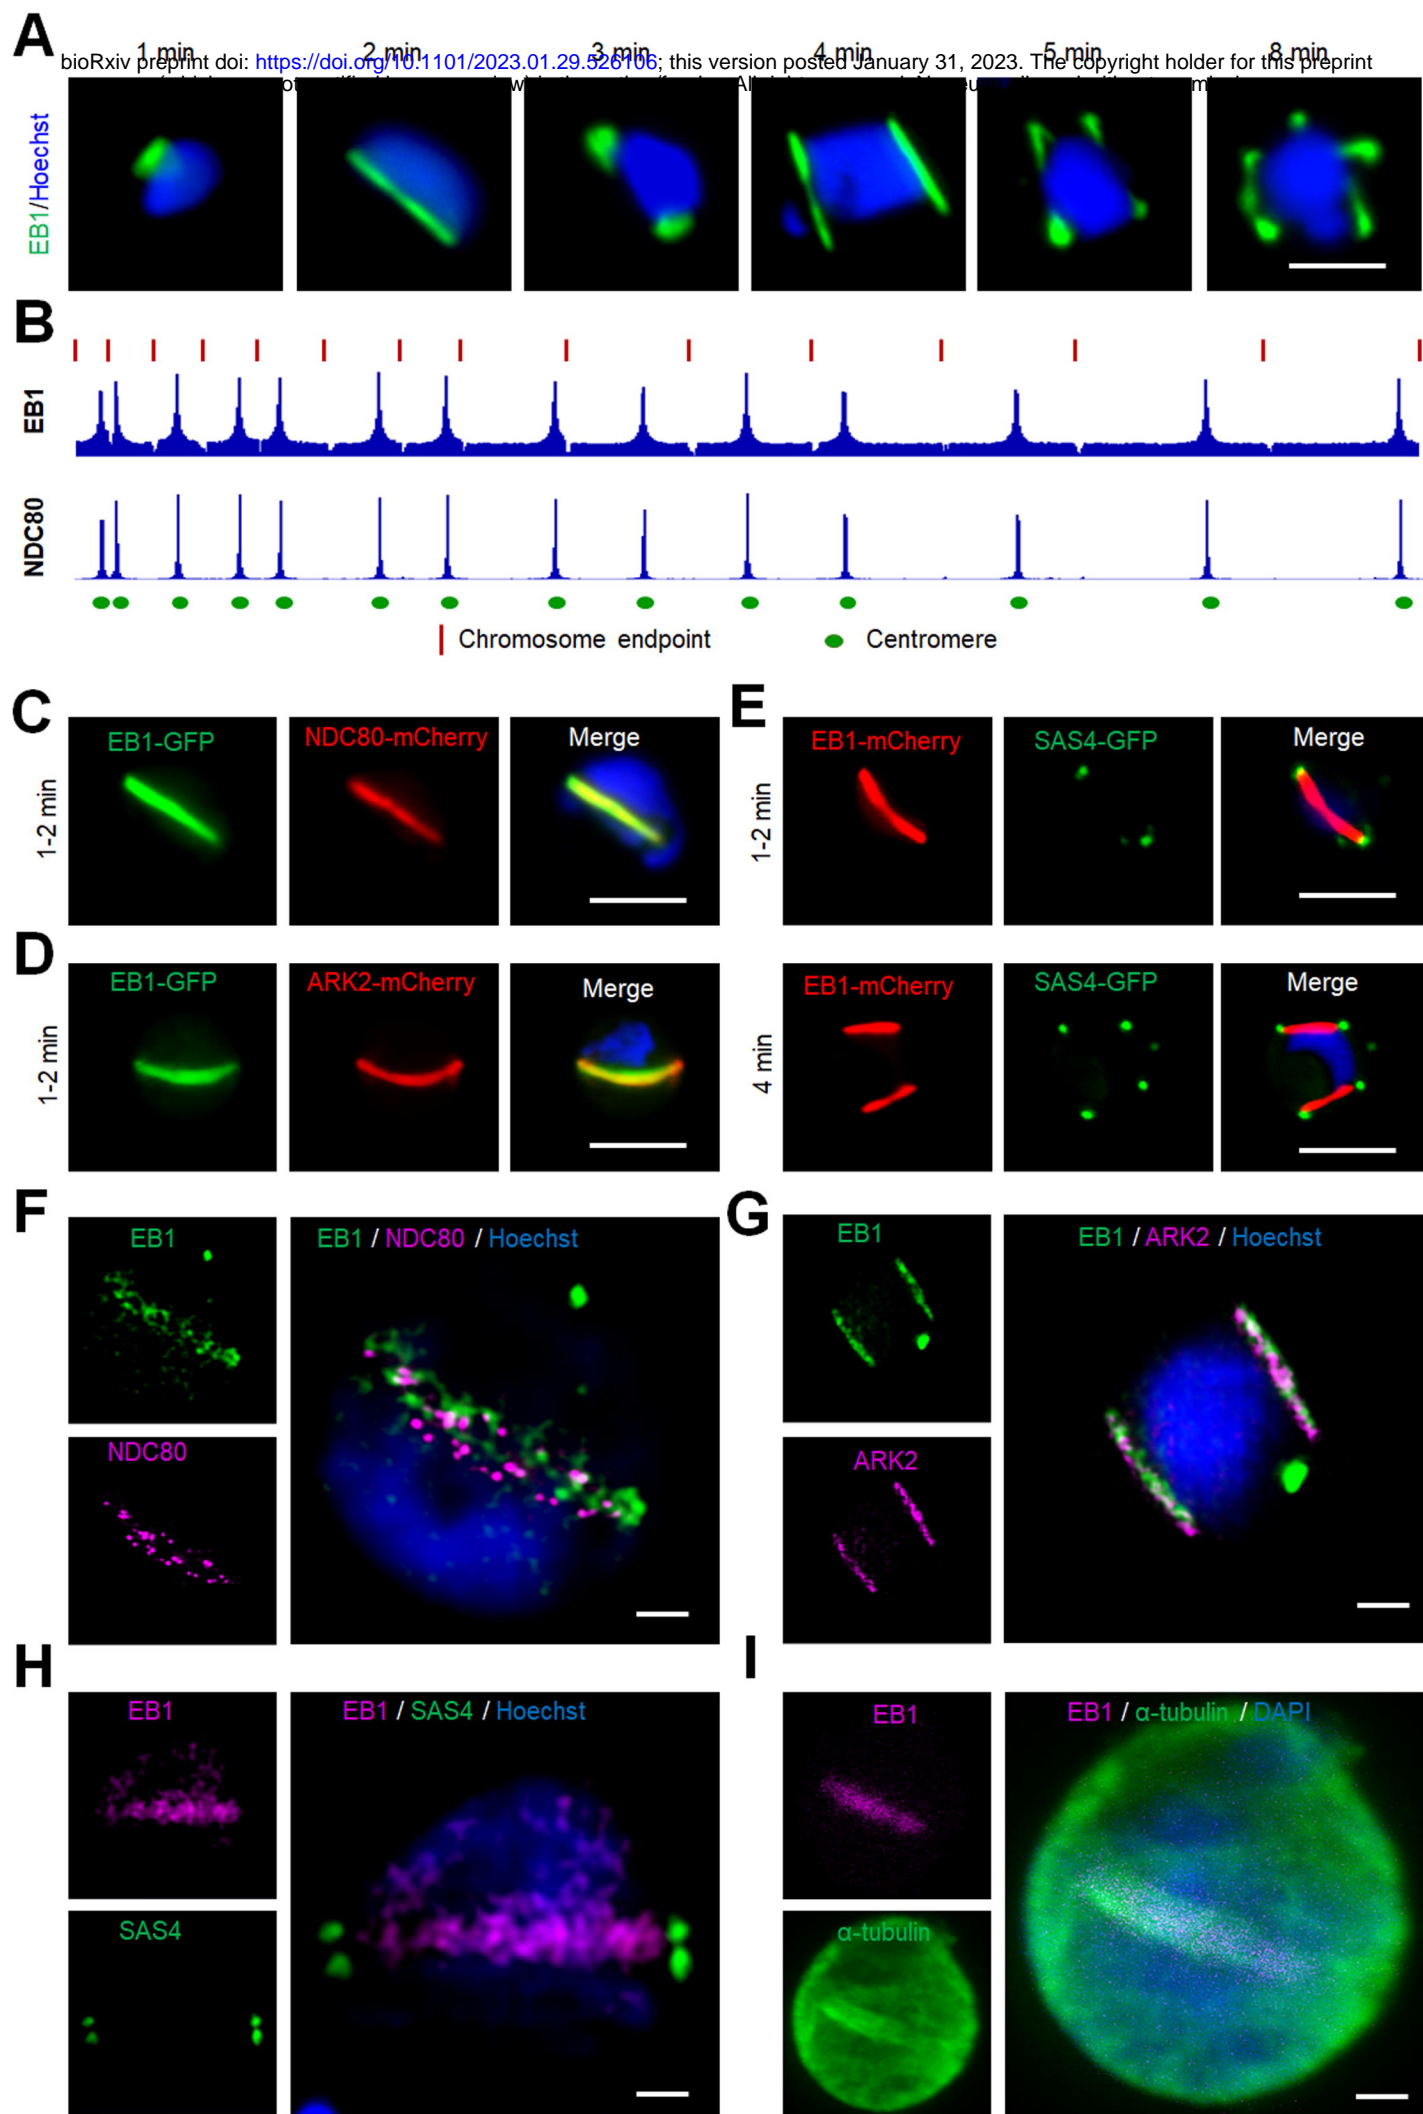 A
1 min 2 min 3 min 4 min 5 min 8 min
bioRxiv preprint doi: https://doi.org/10.1101/2023.01.29.526106; this version posted January 31, 2023. The copyright holder for this preprint
EB1/Hoechst
B
EB1
NDC80
Chromosome endpoint Centromere
C
1-2 min
EB1-GFP NDC80-mCherry Merge
E
1-2 min
EB1-mCherry SAS4-GFP Merge
D
1-2 min
EB1-GFP ARK2-mCherry Merge
4 min
EB1-mCherry SAS4-GFP Merge
F
EB1
EB1 / NDC80 / Hoechst
NDC80
G
EB1
EB1 / ARK2 / Hoechst
ARK2
H
EB1
EB1 / SAS4 / Hoechst
SAS4
I
EB1
EB1 / α-tubulin / DAPI
α-tubulin